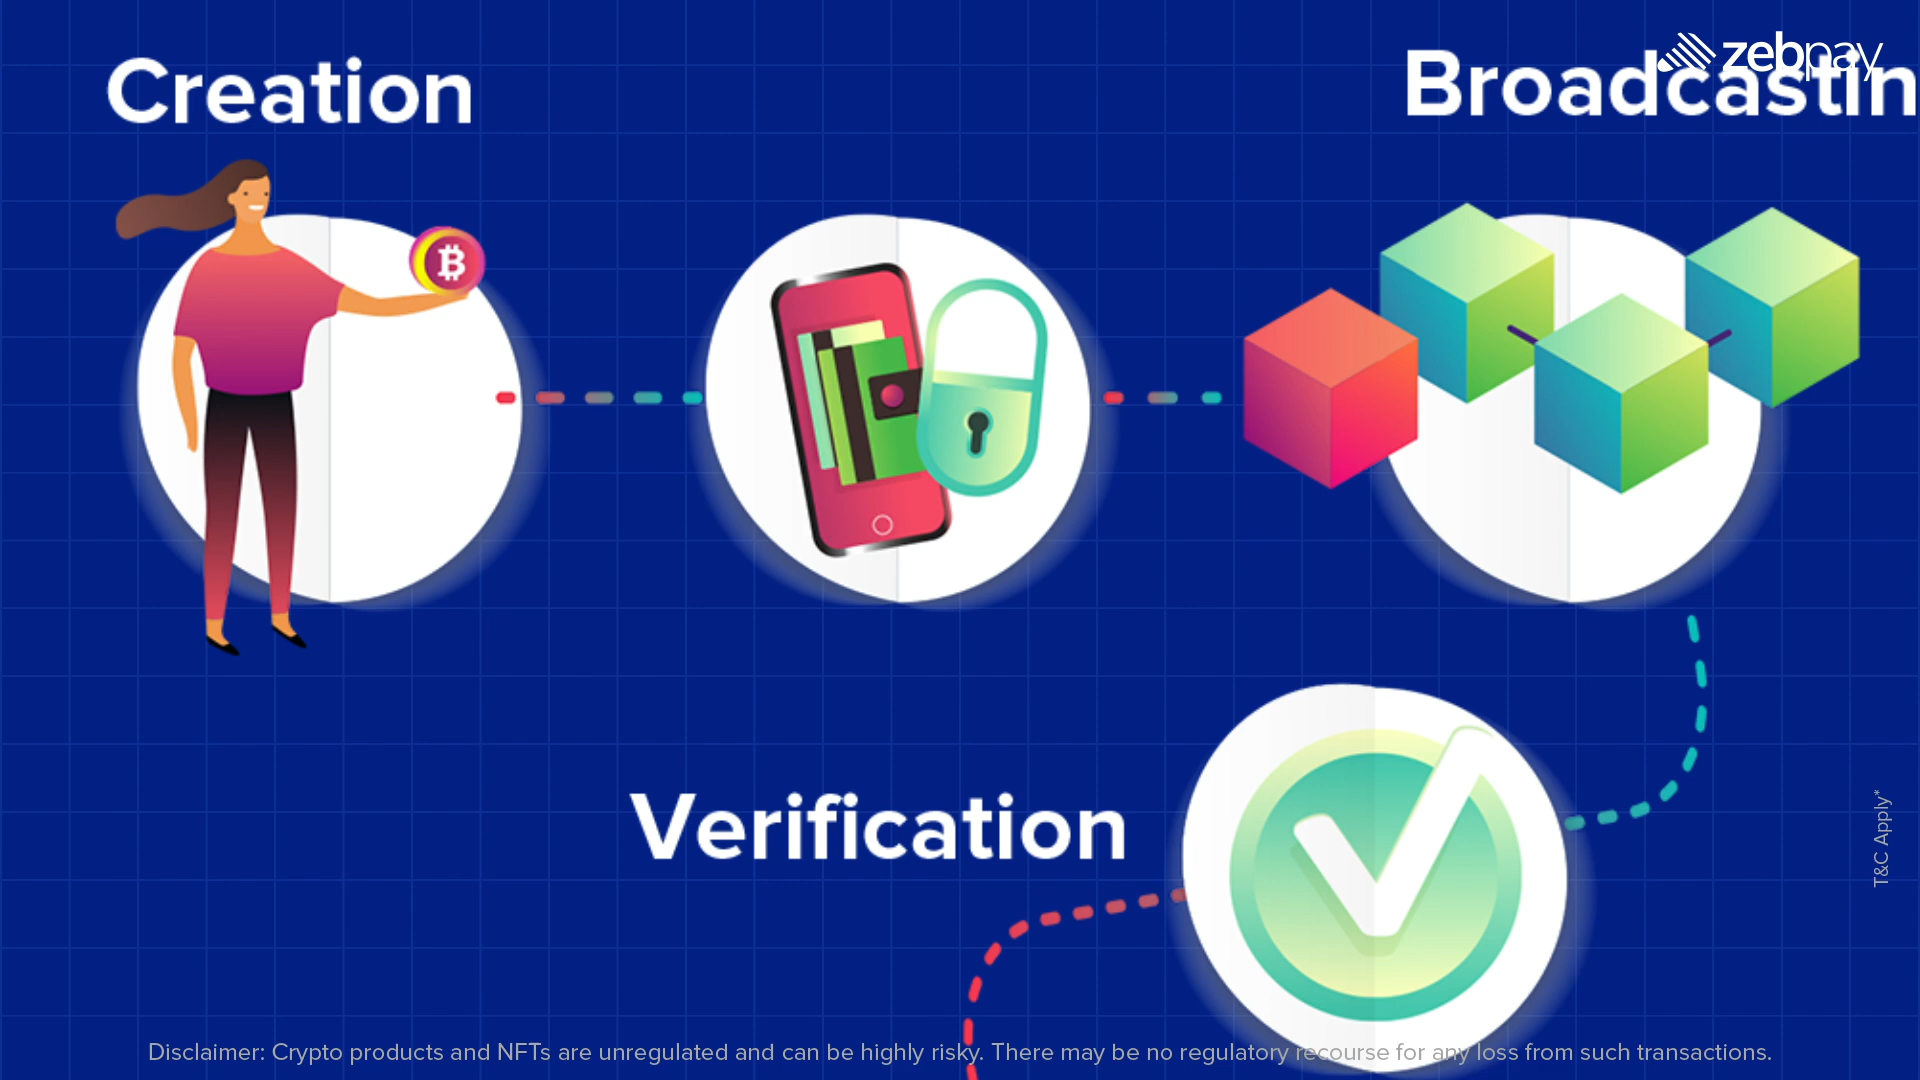 Creation
zebpay
Broadcastin
Verification
T&C Apply*
Disclaimer: Crypto products and NFTs are unregulated and can be highly risky. There may be no regulatory recourse for any loss from such transactions.